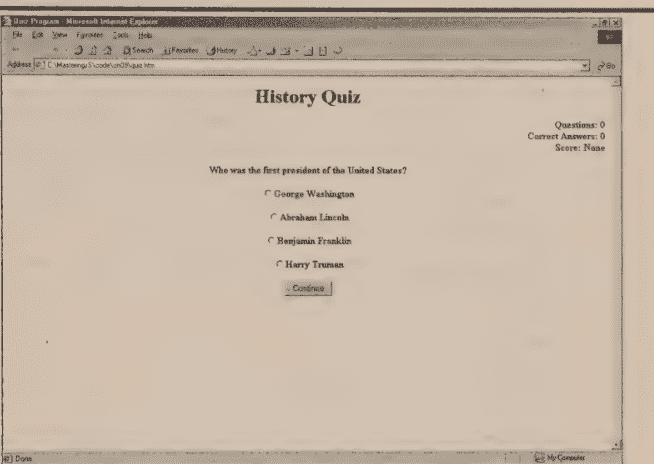 Quiz Program - Microsoft Internet Explorer
File Edit View Favorites Tools Help
Search Favorites History
Address
Go
History Quiz
Questions: 0
Correct Answers: 0
Score: None
Who was the first president of the United States?
George Washington
Abraham Lincoln
Benjamin Franklin
Harry Truman
Continue
Done
My Computer